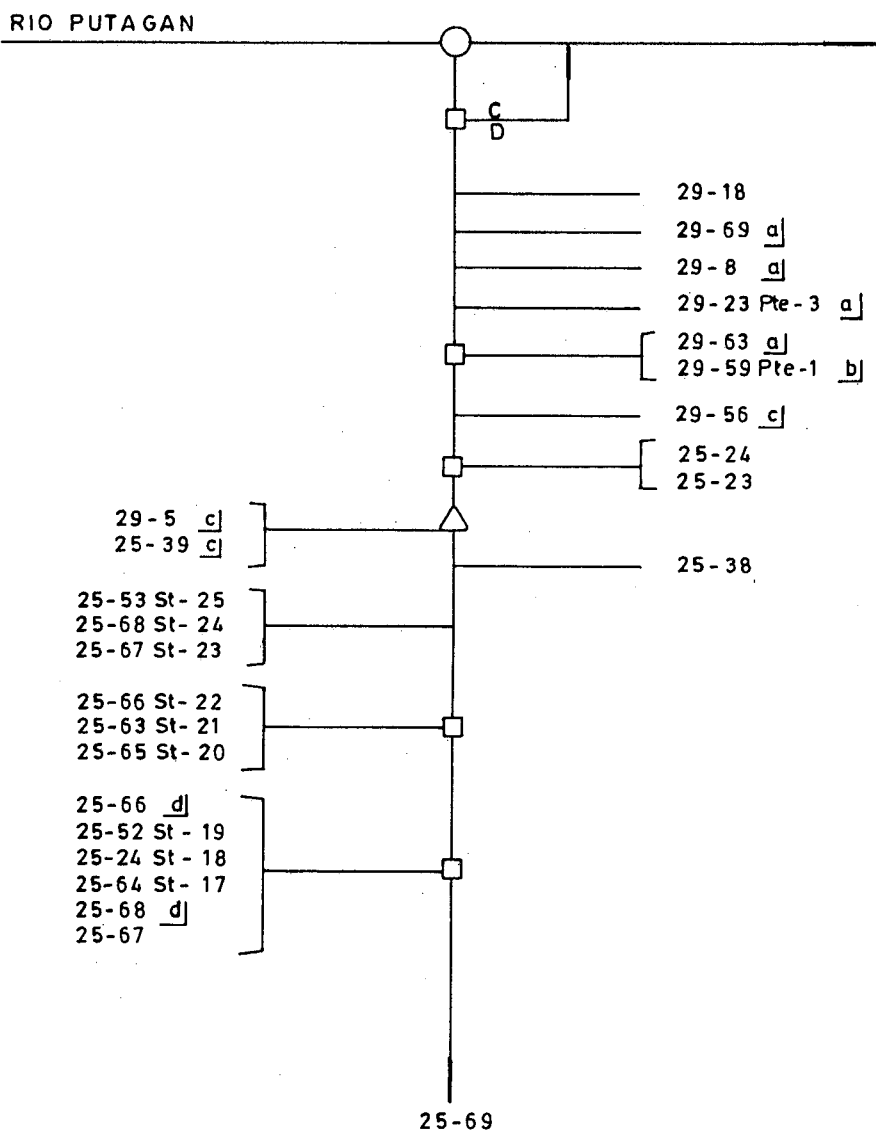 RIO PUTAGAN
C
D
29-18
29-69 a
29-8 a
29-23 Pte-3 a
29-63 a
29-59 Pte-1 b
29-56 c
25-24
25-23
29-5 c
25-39 c
25-38
25-53 St-25
25-68 St-24
25-67 St-23
25-66 St-22
25-63 St-21
25-65 St-20
25-66 d
25-52 St-19
25-24 St-18
25-64 St-17
25-68 d
25-67
25-69